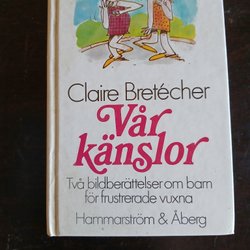 Claire Bretécher
Vår
känslor
Två bildberättelser om barn
för frustrerade vuxna
Hammarström & Åberg